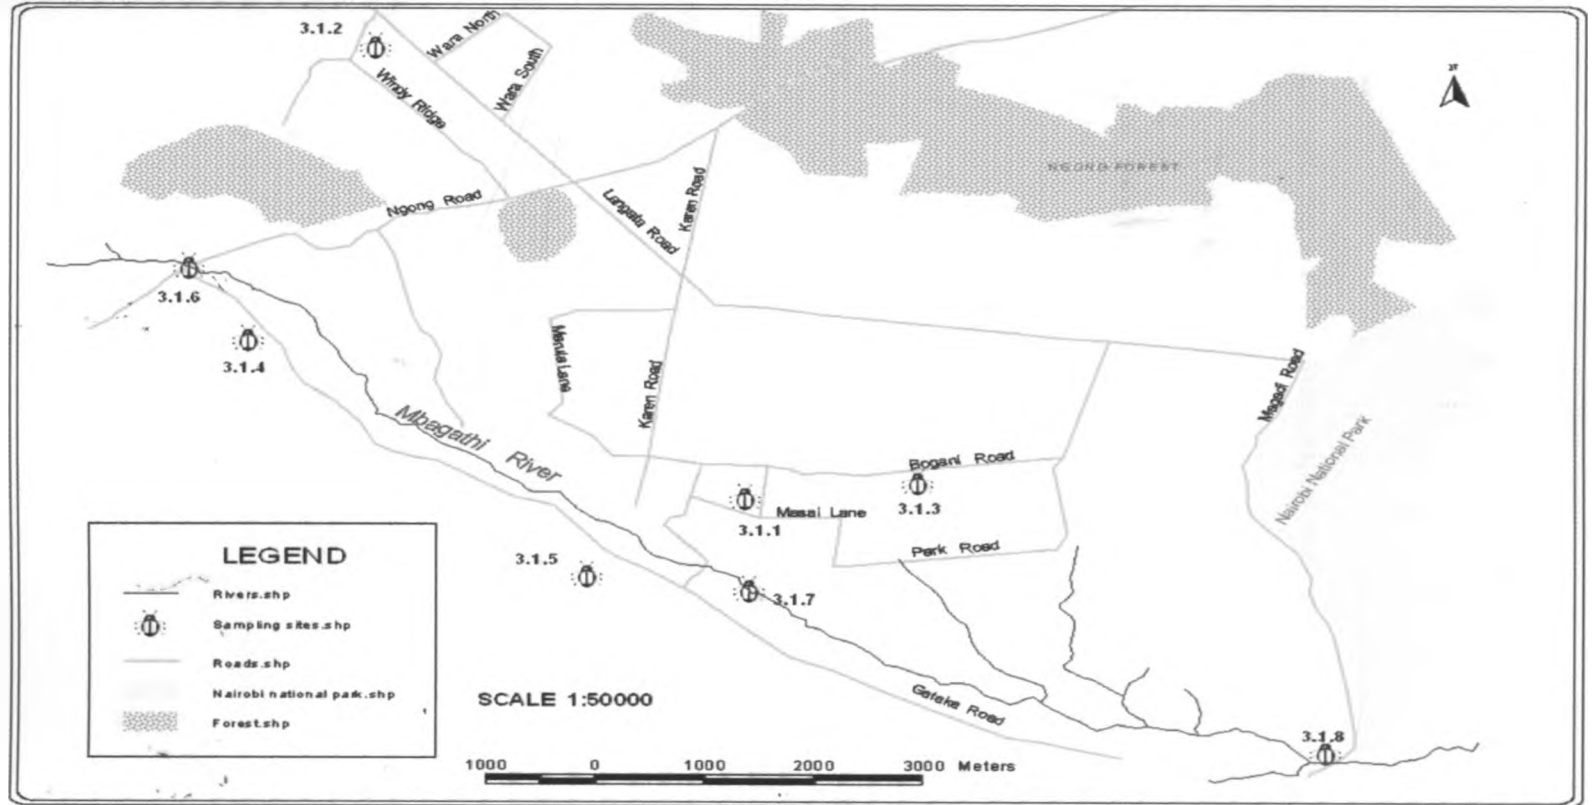 3.1.2
Wara North
Wara South
Windy Ridge
NGONG FOREST
Ngong Road
Langata Road
Karen Road
3.1.6
3.1.4
Marula Lane
Karen Road
Magadi Road
Mbagathi River
Bogani Road
Nairobi National Park
3.1.1
Masai Lane
3.1.3
Park Road
3.1.5
3.1.7
LEGEND
Rivers.shp
Sampling sites.shp
Roads.shp
Nairobi national park.shp
Forest.shp
SCALE 1:50000
Gataka Road
3.1.8
1000 0 1000 2000 3000 Meters